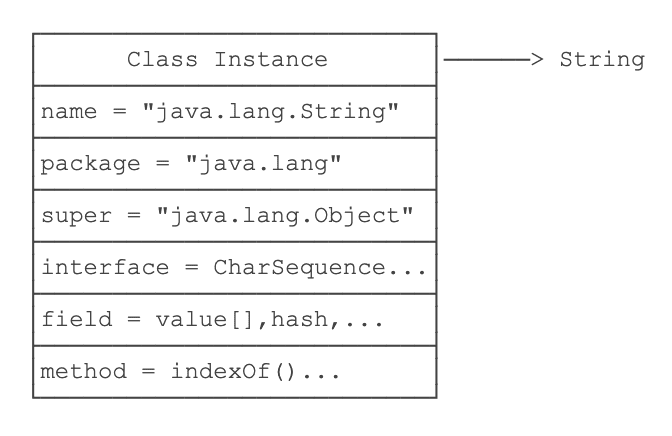 Class Instance ───────> String
name = "java.lang.String"
package = "java.lang"
super = "java.lang.Object"
interface = CharSequence...
field = value[],hash,...
method = indexOf()...